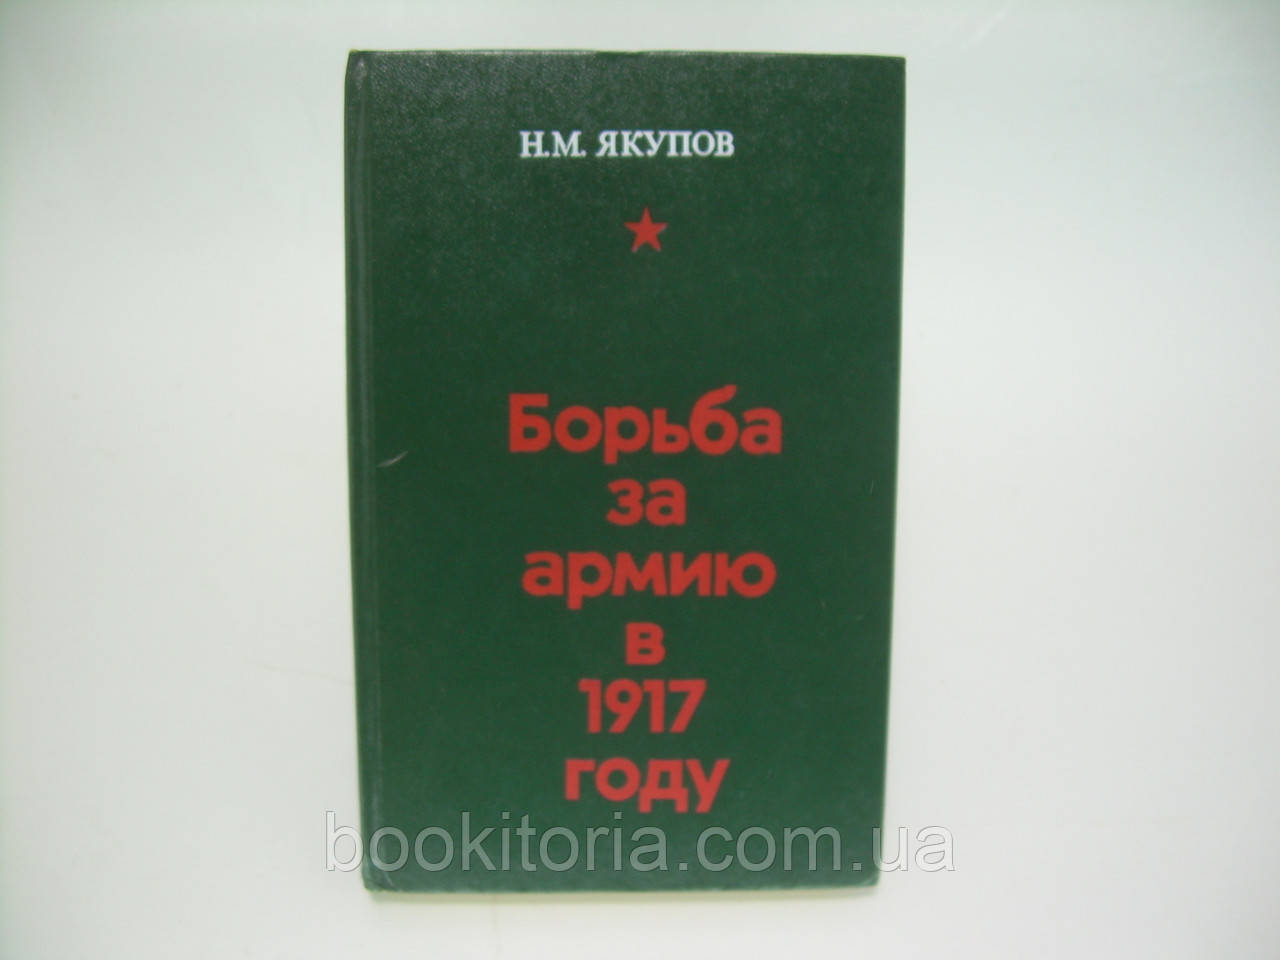 Н.М. ЯКУПОВ
Борьба
за
армию
в
1917
году
bookitoria.com.ua